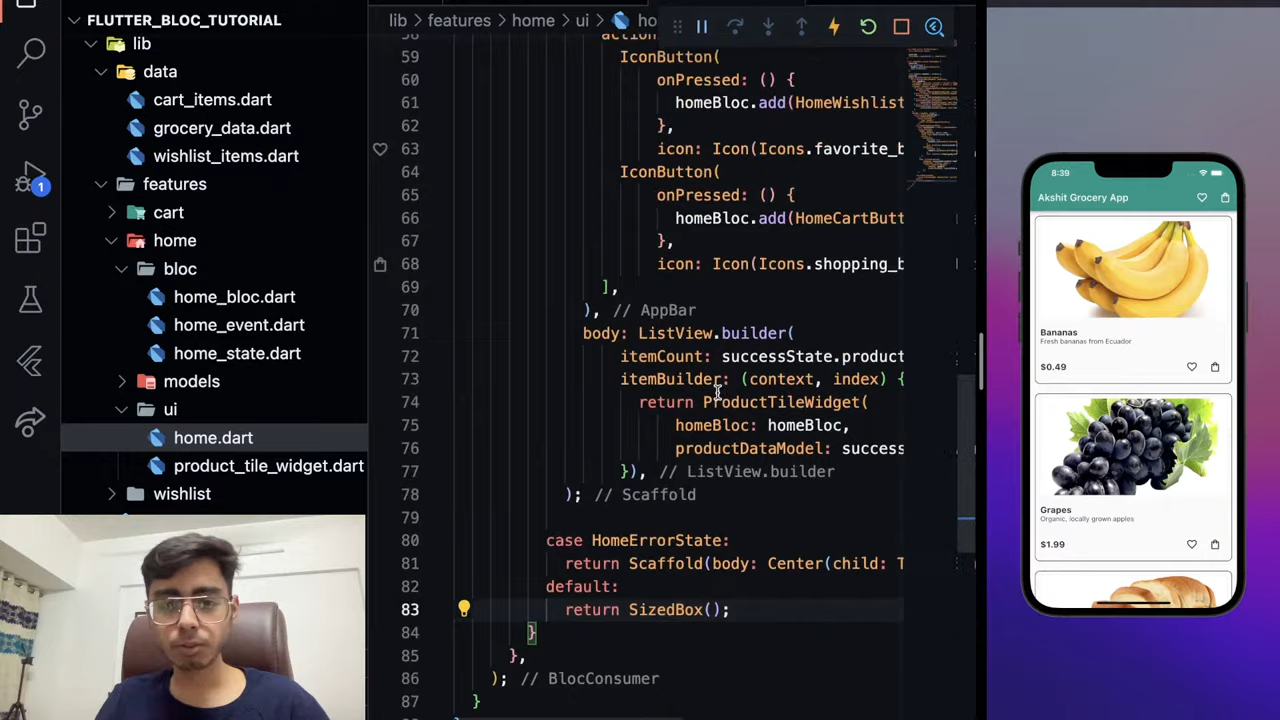 FLUTTER_BLOC_TUTORIAL
lib
data
cart_items.dart
grocery_data.dart
wishlist_items.dart
features
cart
home
bloc
home_bloc.dart
home_event.dart
home_state.dart
models
ui
home.dart
product_tile_widget.dart
wishlist
1
lib > features > home > ui > ho
59 IconButton(
60 onPressed: () {
61 homeBloc.add(HomeWishlist
62 },
63 icon: Icon(Icons.favorite_b
64 IconButton(
65 onPressed: () {
66 homeBloc.add(HomeCartButt
67 },
68 icon: Icon(Icons.shopping_b
69 ],
70 ), // AppBar
71 body: ListView.builder(
72 itemCount: successState.product
73 itemBuilder: (context, index) {
74 return ProductTileWidget(
75 homeBloc: homeBloc,
76 productDataModel: success
77 }), // ListView.builder
78 ); // Scaffold
79
80 case HomeErrorState:
81 return Scaffold(body: Center(child: T
82 default:
83 return SizedBox();
84 }
85 },
86 ); // BlocConsumer
87 }
8:39
Akshit Grocery App
Bananas
Fresh bananas from Ecuador
$0.49
Grapes
Organic, locally grown apples
$1.99